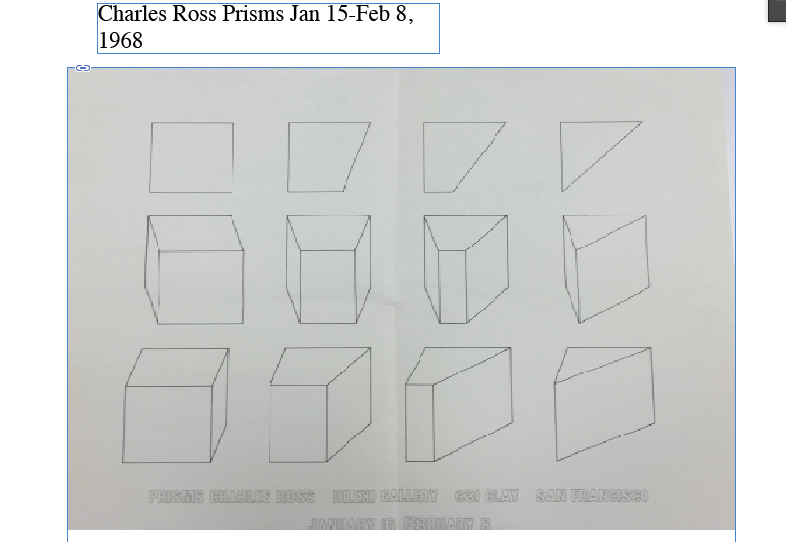 Charles Ross Prisms Jan 15-Feb 8,
1968
PRISMS CHARLES ROSS DILEXI GALLERY 631 CLAY SAN FRANCISCO
JANUARY 15 FEBRUARY 8